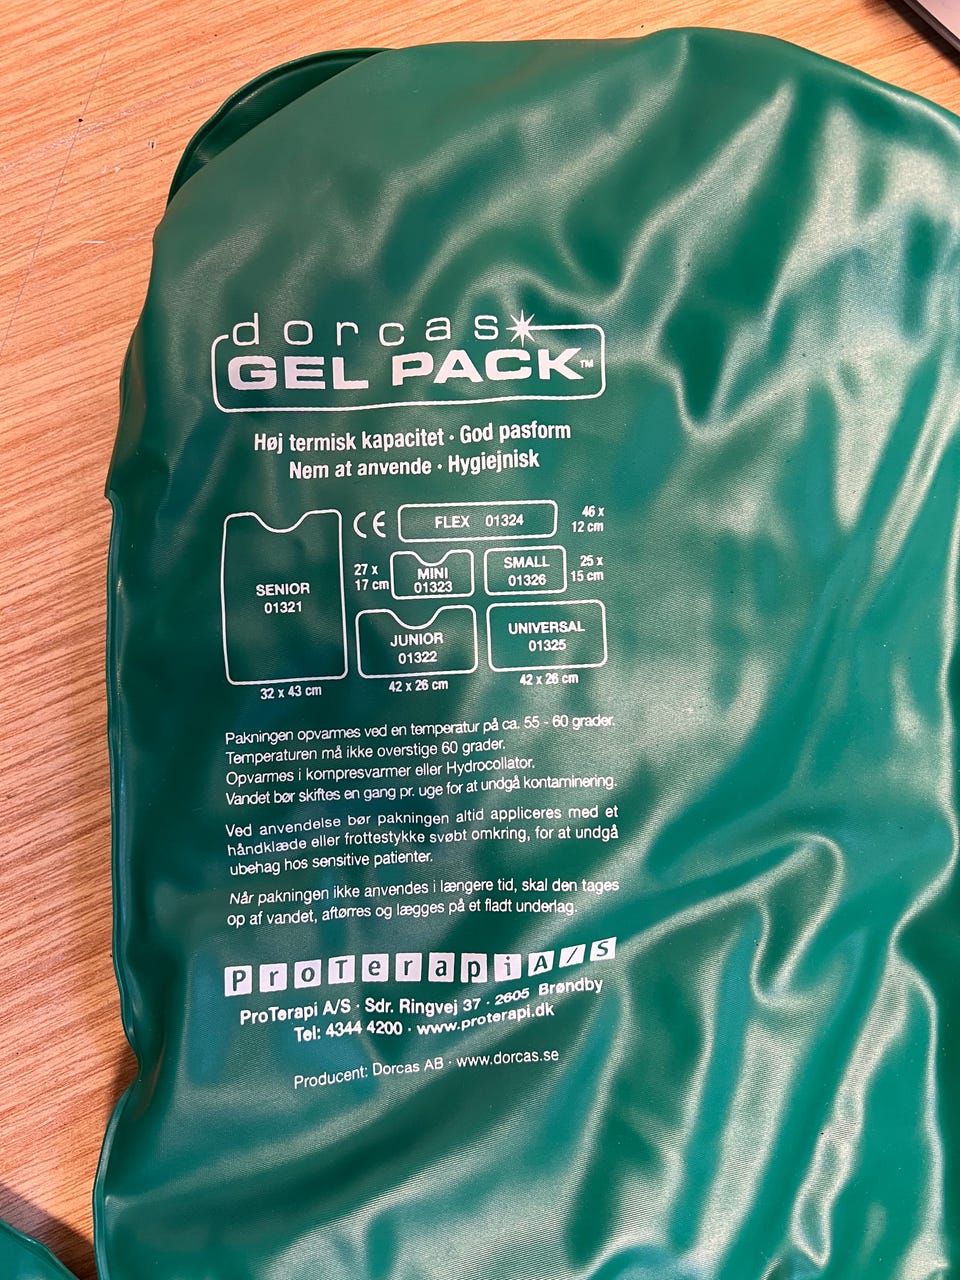 dorcas
GEL PACK™
Høj termisk kapacitet · God pasform
Nem at anvende · Hygiejnisk
SENIOR
01321
32 x 43 cm
CE
FLEX 01324
46 x
12 cm
27 x
17 cm
MINI
01323
SMALL
01326
25 x
15 cm
JUNIOR
01322
42 x 26 cm
UNIVERSAL
01325
42 x 26 cm
Pakningen opvarmes ved en temperatur på ca. 55 - 60 grader.
Temperaturen må ikke overstige 60 grader.
Opvarmes i kompresvarmer eller Hydrocollator.
Vandet bør skiftes en gang pr. uge for at undgå kontaminering.
Ved anvendelse bør pakningen altid appliceres med et
håndklæde eller frottestykke svøbt omkring, for at undgå
ubehag hos sensitive patienter.
Når pakningen ikke anvendes i længere tid, skal den tages
op af vandet, aftørres og lægges på et fladt underlag.
ProTerapi A/S
ProTerapi A/S · Sdr. Ringvej 37 · 2605 Brøndby
Tel: 4344 4200 · www.proterapi.dk
Producent: Dorcas AB · www.dorcas.se